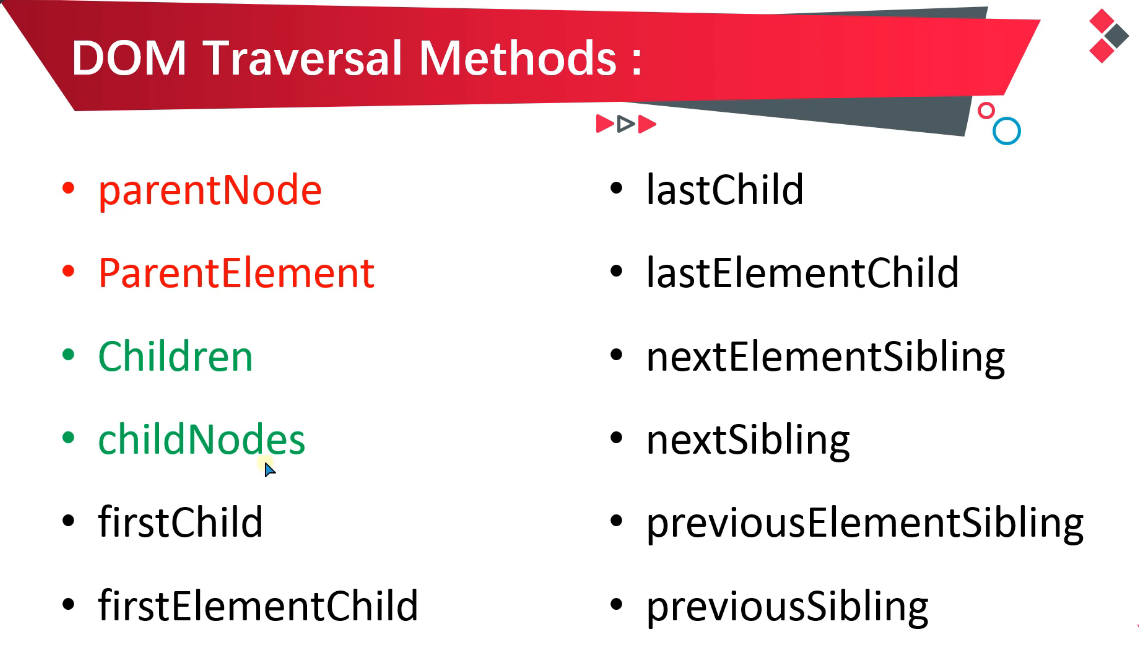 DOM Traversal Methods :
• parentNode
• ParentElement
• Children
• childNodes
• firstChild
• firstElementChild
• lastChild
• lastElementChild
• nextElementSibling
• nextSibling
• previousElementSibling
• previousSibling